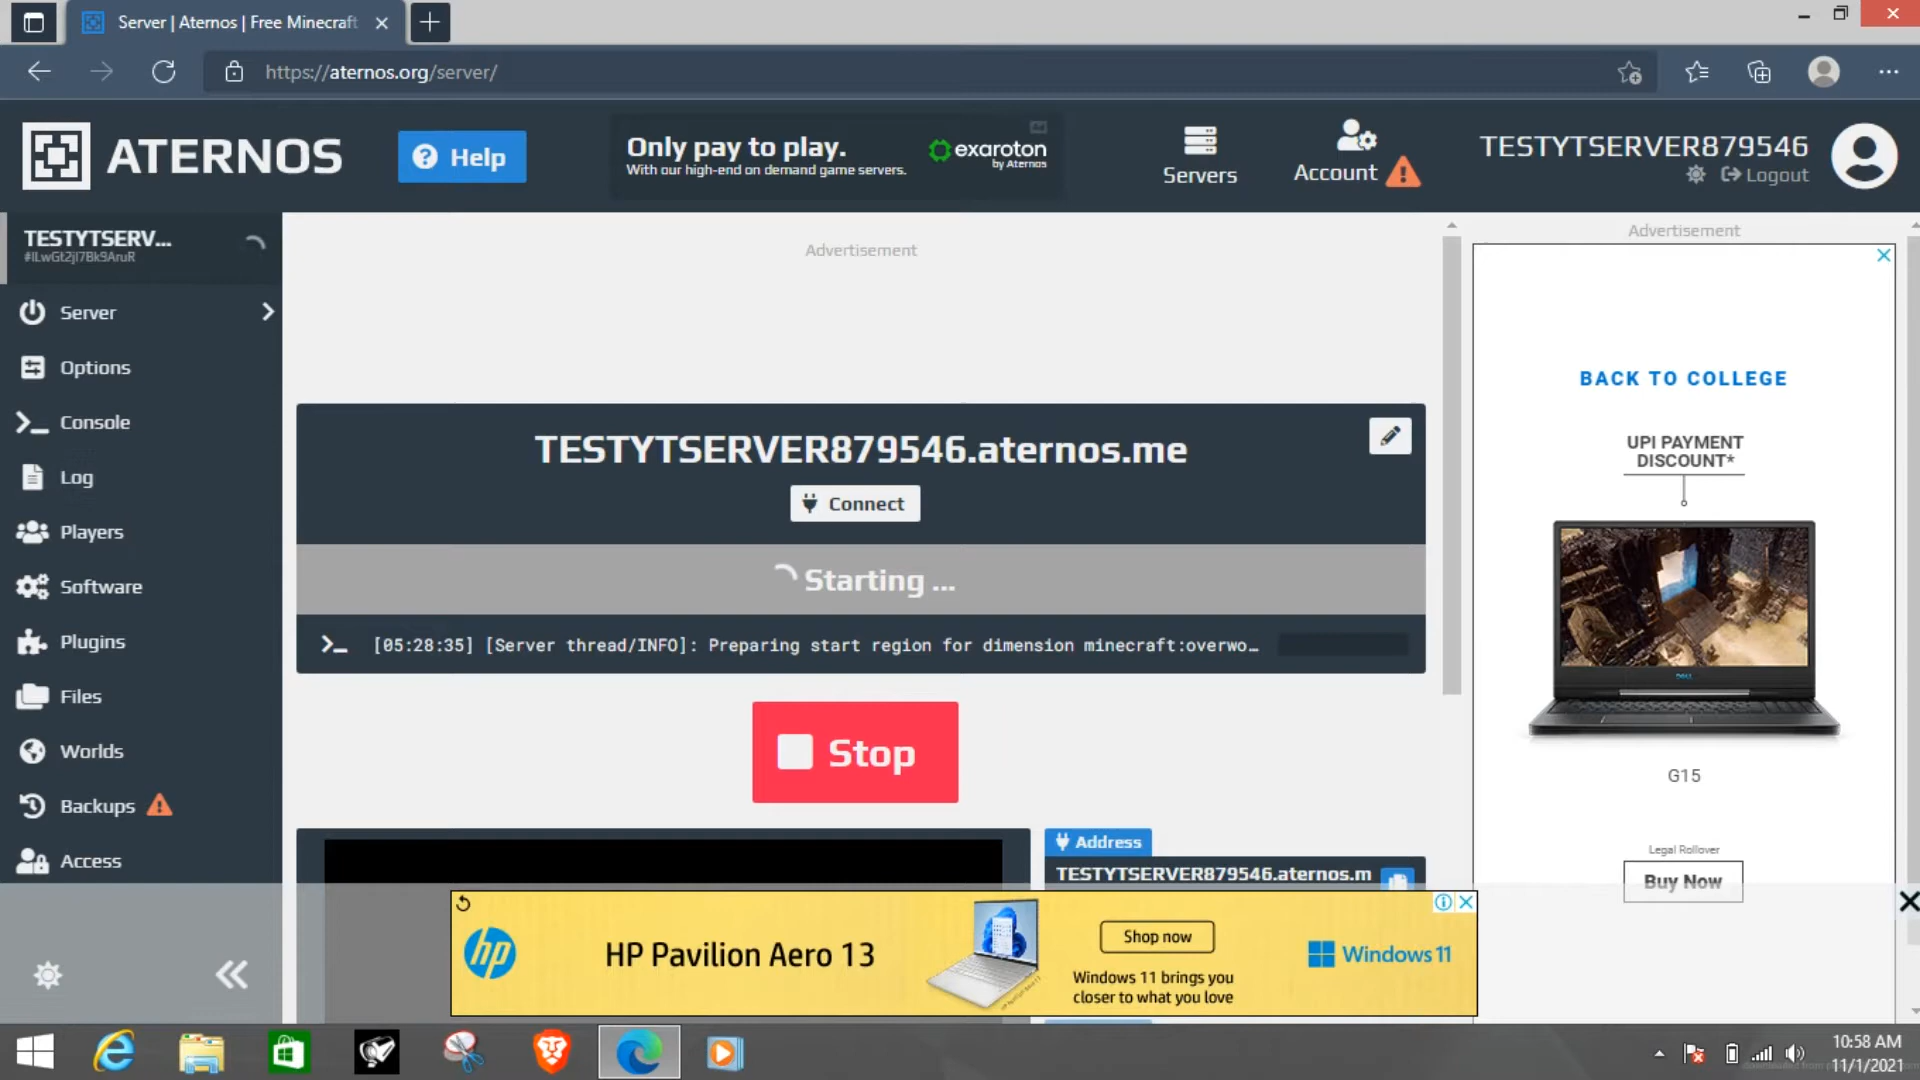 Server | Aternos | Free Minecraft
https://aternos.org/server/
ATERNOS
Help
Only pay to play.
With our high-end on demand game servers.
Ad
exaroton
by Aternos
Servers
Account
TESTYTSERVER879546
Logout
TESTYTSERV...
Server
Options
Console
Log
Players
Software
Plugins
Files
Worlds
Backups
Access
Advertisement
TESTYTSERVER879546.aternos.me
Connect
Starting ...
[05:28:35] [Server thread/INFO]: Preparing start region for dimension minecraft:overwo…
Stop
Address
TESTYTSERVER879546.aternos.m
Advertisement
BACK TO COLLEGE
UPI PAYMENT
DISCOUNT*
DELL
G15
Legal Rollover
Buy Now
hp
HP Pavilion Aero 13
Shop now
Windows 11 brings you
closer to what you love
Windows 11
10:58 AM
11/1/2021